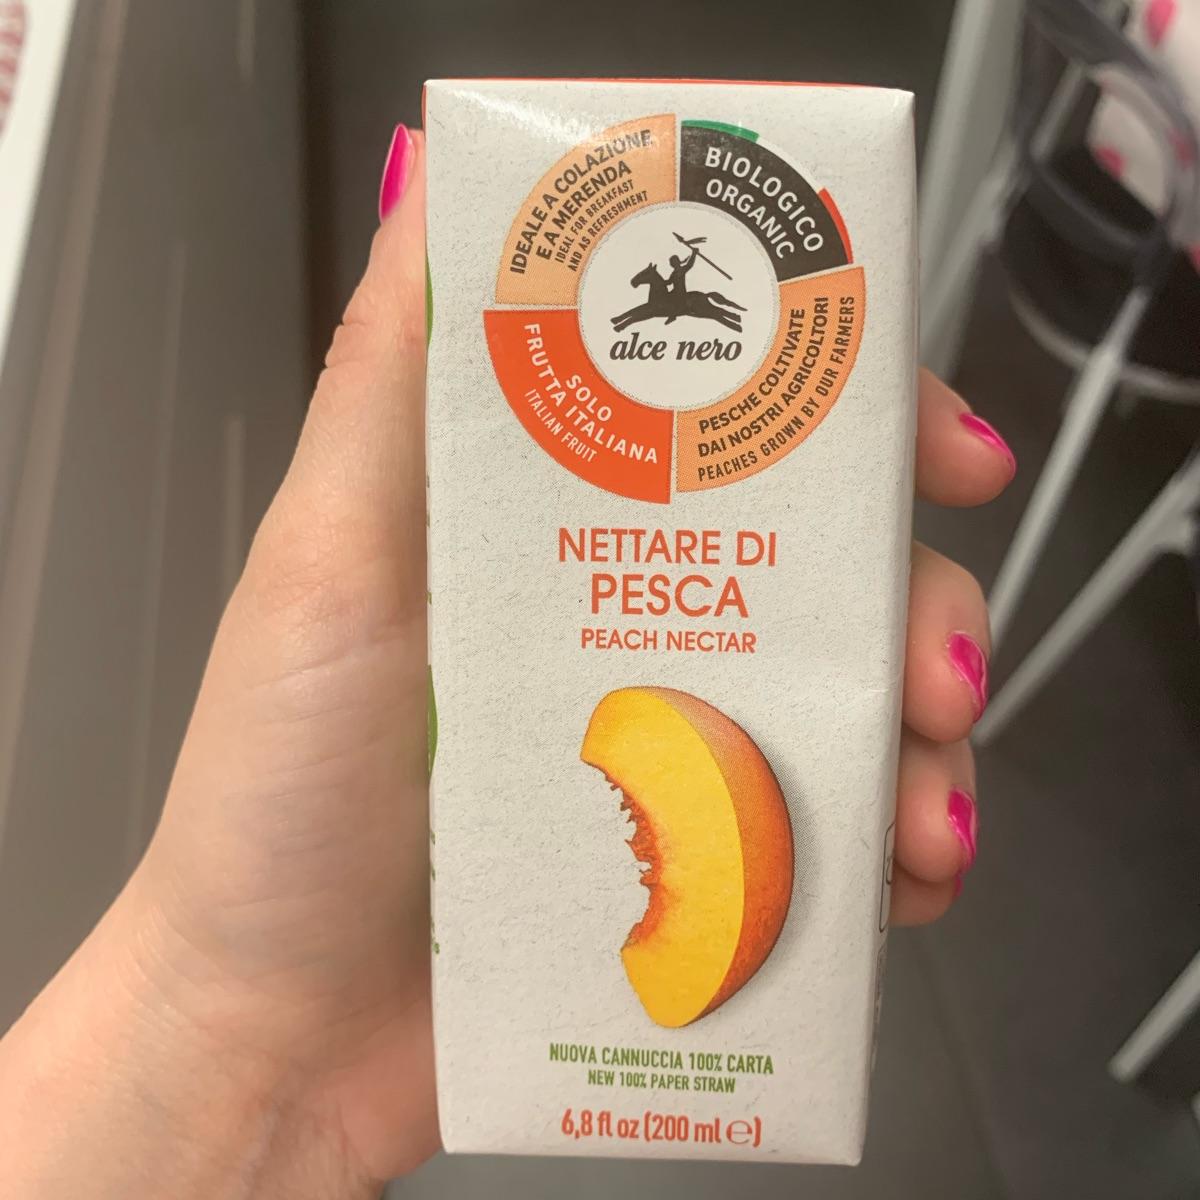 IDEALE A COLAZIONE
E A MERENDA
IDEAL FOR BREAKFAST
AND AS REFRESHMENT
BIOLOGICO
ORGANIC
alce nero
SOLO
FRUTTA ITALIANA
ITALIAN FRUIT
PESCHE COLTIVATE
DAI NOSTRI AGRICOLTORI
PEACHES GROWN BY OUR FARMERS
NETTARE DI
PESCA
PEACH NECTAR
NUOVA CANNUCCIA 100% CARTA
NEW 100% PAPER STRAW
6,8 fl oz (200 ml ℮)